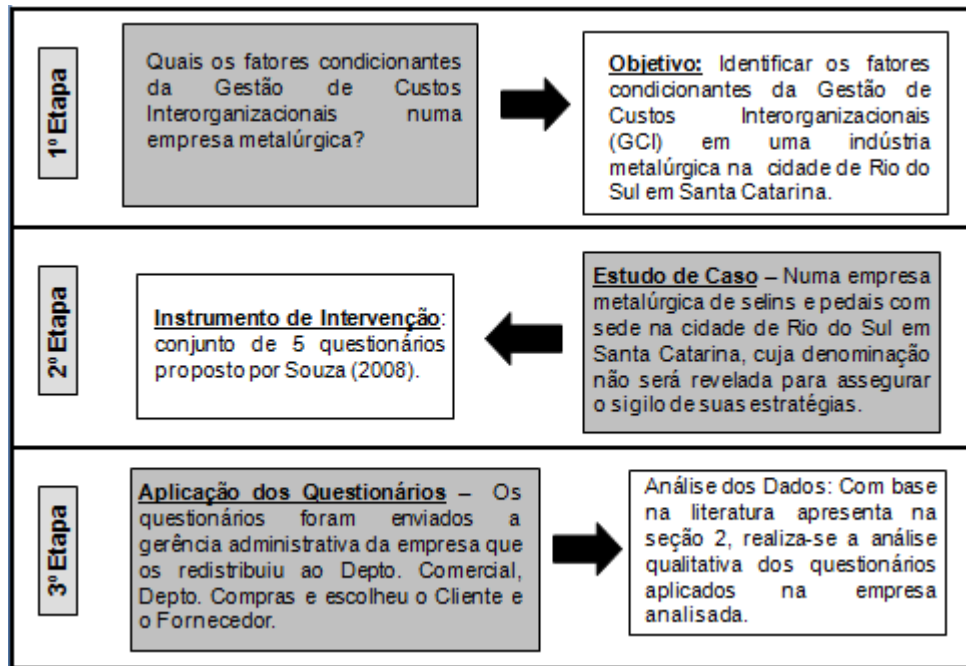 1º Etapa
Quais os fatores condicionantes
da Gestão de Custos
Interorganizacionais numa
empresa metalúrgica?
Objetivo: Identificar os fatores
condicionantes da Gestão de
Custos Interorganizacionais
(GCI) em uma indústria
metalúrgica na cidade de Rio do
Sul em Santa Catarina.
2º Etapa
Instrumento de Intervenção:
conjunto de 5 questionários
proposto por Souza (2008).
Estudo de Caso – Numa empresa
metalúrgica de selins e pedais com
sede na cidade de Rio do Sul em
Santa Catarina, cuja denominação
não será revelada para assegurar
o sigilo de suas estratégias.
3º Etapa
Aplicação dos Questionários – Os
questionários foram enviados a
gerência administrativa da empresa que
os redistribuiu ao Depto. Comercial,
Depto. Compras e escolheu o Cliente e
o Fornecedor.
Análise dos Dados: Com base
na literatura apresenta na
seção 2, realiza-se a análise
qualitativa dos questionários
aplicados na empresa
analisada.